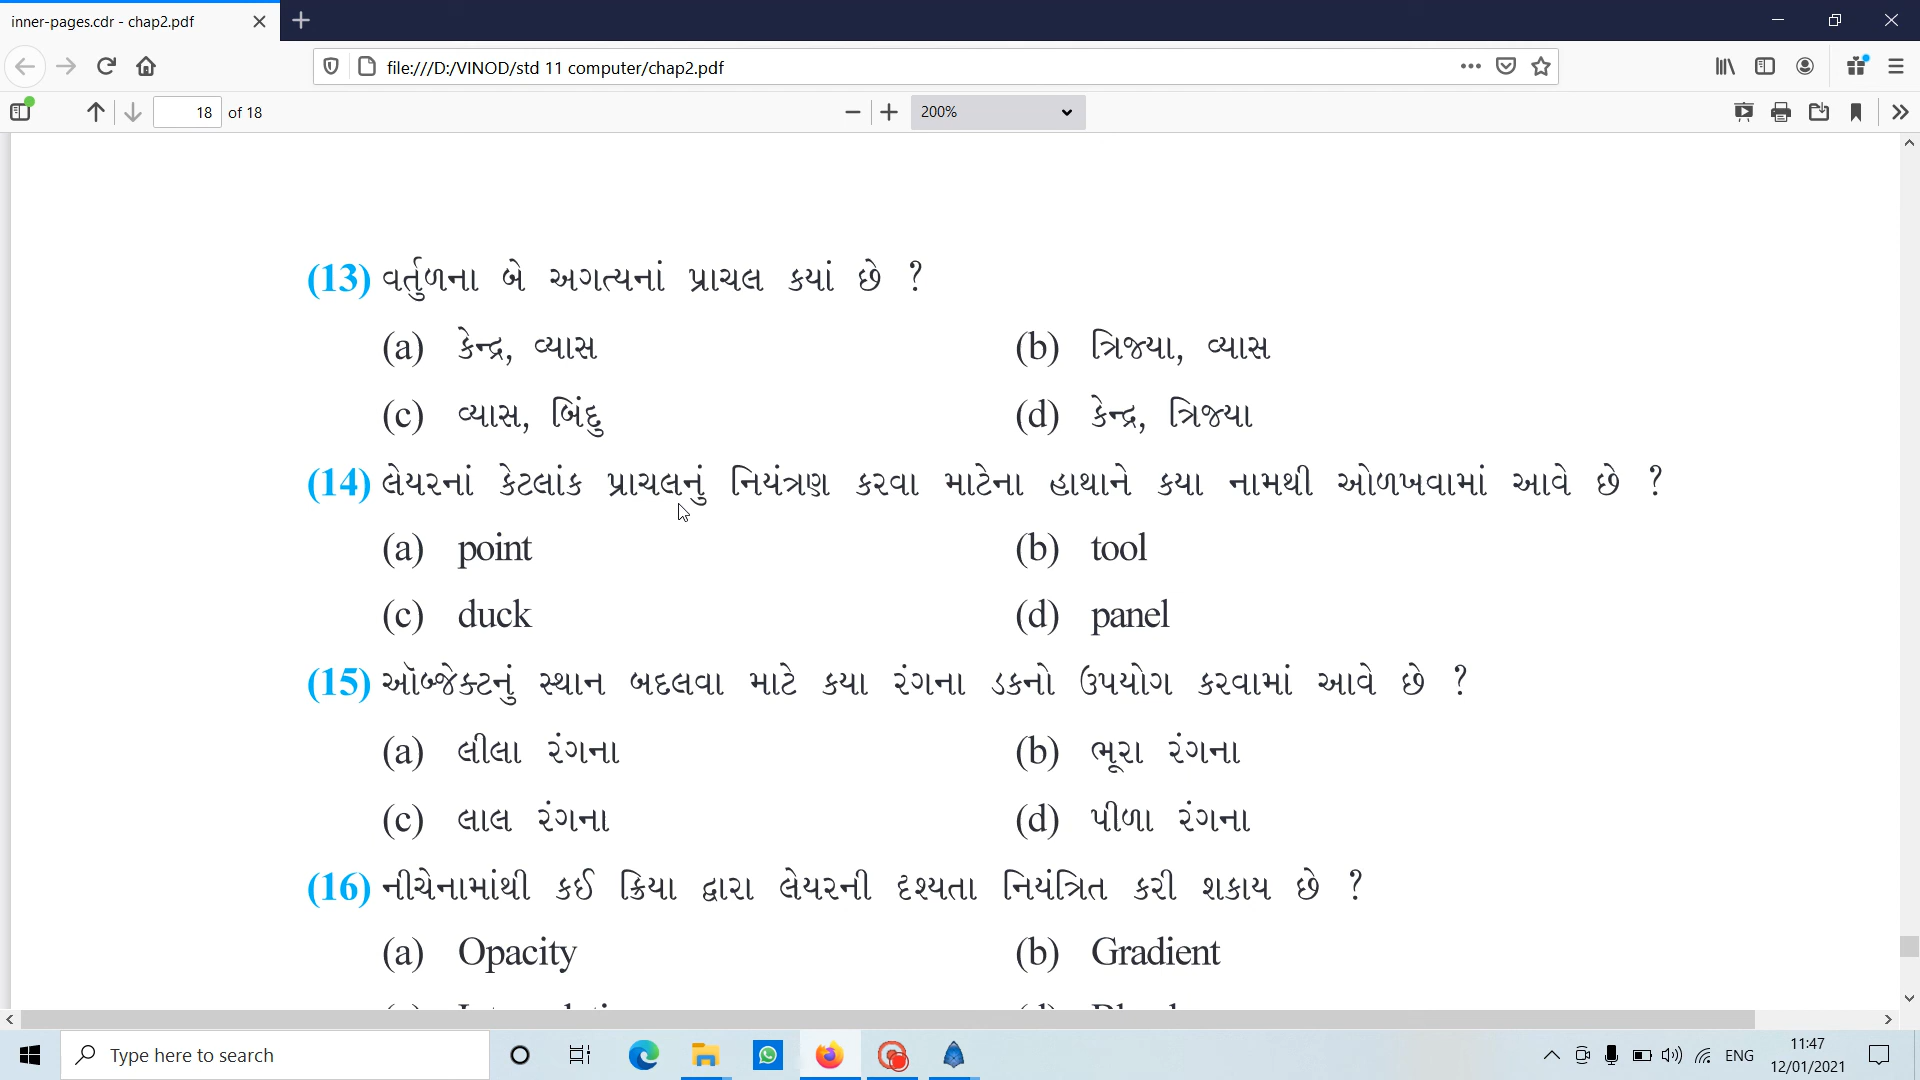 inner-pages.cdr - chap2.pdf
file:///D:/VINOD/std 11 computer/chap2.pdf
18 of 18
200%
(13) વર્તુળના બે અગત્યનાં પ્રાચલ કયાં છે ?
(a) કેન્દ્ર, વ્યાસ (b) ત્રિજ્યા, વ્યાસ
(c) વ્યાસ, બિંદુ (d) કેન્દ્ર, ત્રિજ્યા
(14) લેયરનાં કેટલાંક પ્રાચલનું નિયંત્રણ કરવા માટેના હાથાને કયા નામથી ઓળખવામાં આવે છે ?
(a) point (b) tool
(c) duck (d) panel
(15) ઑબ્જેક્ટનું સ્થાન બદલવા માટે કયા રંગના ડકનો ઉપયોગ કરવામાં આવે છે ?
(a) લીલા રંગના (b) ભૂરા રંગના
(c) લાલ રંગના (d) પીળા રંગના
(16) નીચેનામાંથી કઈ ક્રિયા દ્વારા લેયરની દૃશ્યતા નિયંત્રિત કરી શકાય છે ?
(a) Opacity (b) Gradient
Type here to search
ENG
11:47
12/01/2021